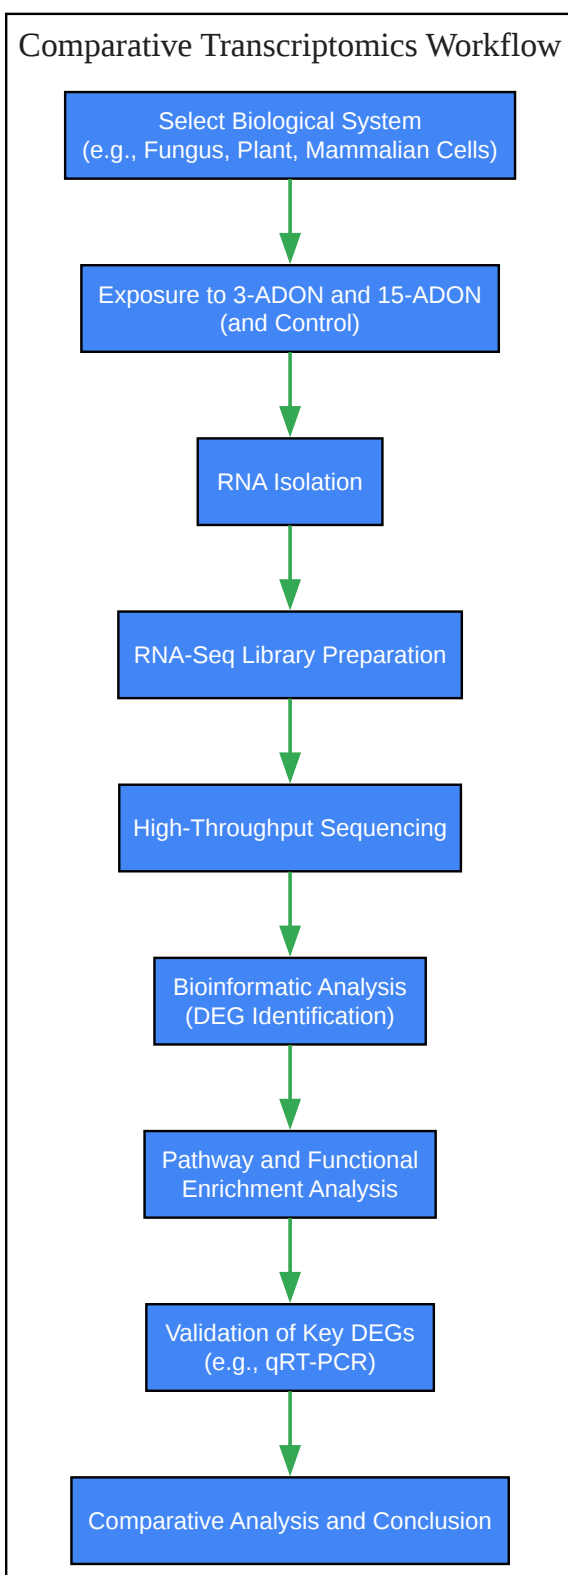 Comparative Transcriptomics Workflow
Select Biological System
(e.g., Fungus, Plant, Mammalian Cells)
Exposure to 3-ADON and 15-ADON
(and Control)
RNA Isolation
RNA-Seq Library Preparation
High-Throughput Sequencing
Bioinformatic Analysis
(DEG Identification)
Pathway and Functional
Enrichment Analysis
Validation of Key DEGs
(e.g., qRT-PCR)
Comparative Analysis and Conclusion